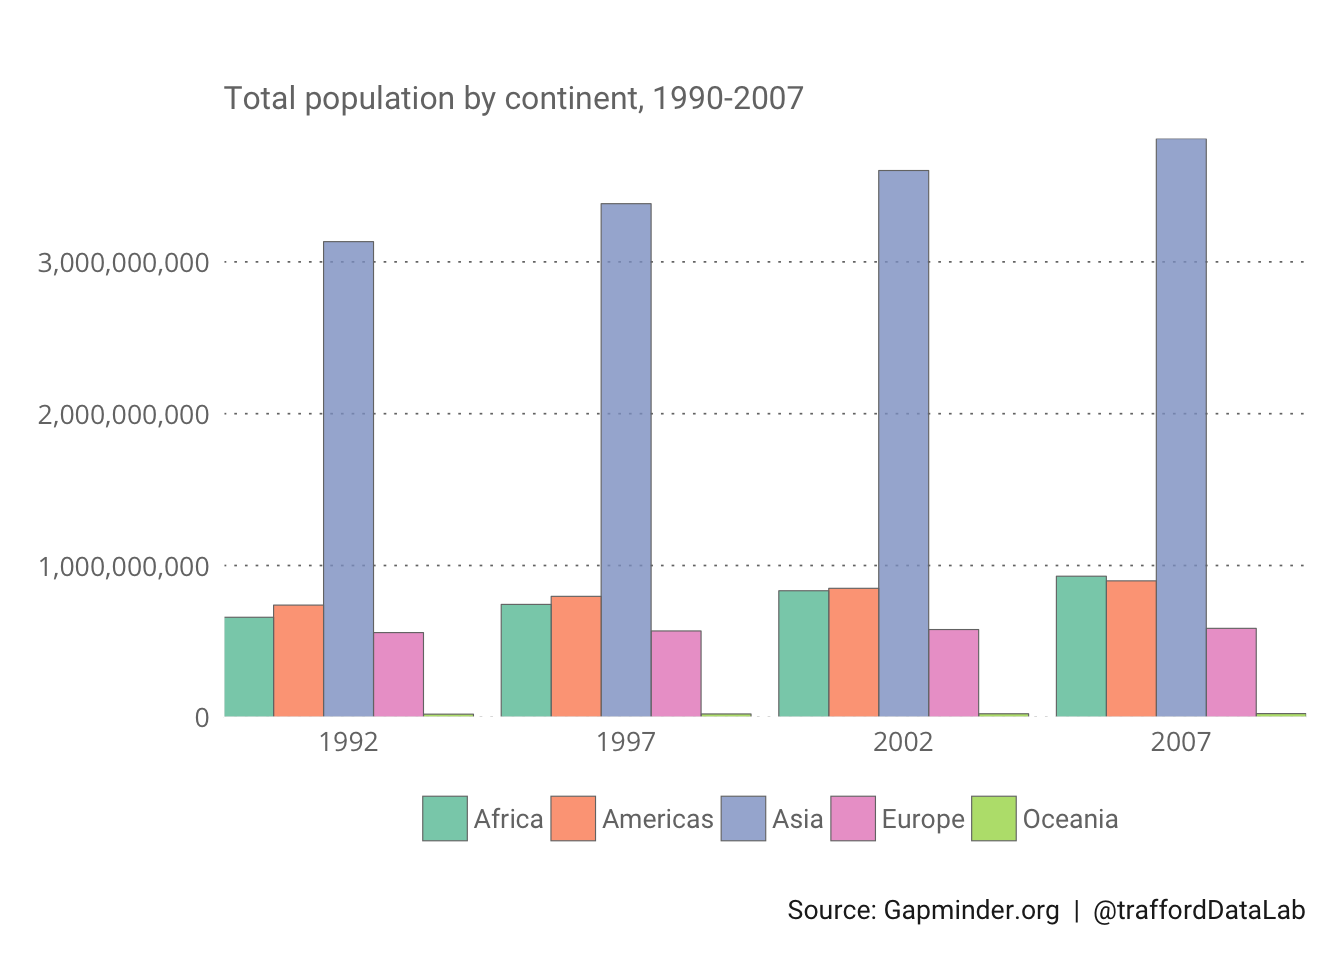 Total population by continent, 1990-2007
3,000,000,000
2,000,000,000
1,000,000,000
0
1992 1997 2002 2007
Africa Americas Asia Europe Oceania
Source: Gapminder.org | @traffordDataLab